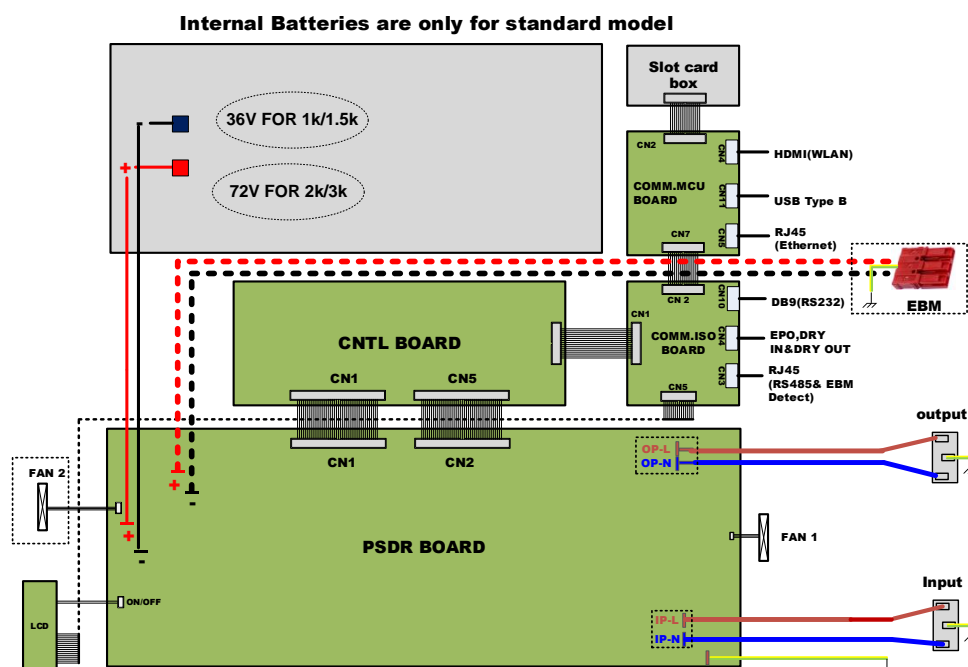 Internal Batteries are only for standard model
36V FOR 1k/1.5k
72V FOR 2k/3k
-
+
Slot card
box
CN2
COMM.MCU
BOARD
CN4
HDMI(WLAN)
CN11
USB Type B
CN5
RJ45
(Ethernet)
CN7
EBM
CN 2
CN10
DB9(RS232)
CN1
COMM.ISO
BOARD
CN4
EPO,DRY
IN&DRY OUT
CN3
RJ45
(RS485& EBM
Detect)
CN5
CNTL BOARD
CN1
CN5
CN1
CN2
output
OP-L
OP-N
FAN 2
+
-
+
-
PSDR BOARD
FAN 1
ON/OFF
LCD
Input
IP-L
IP-N